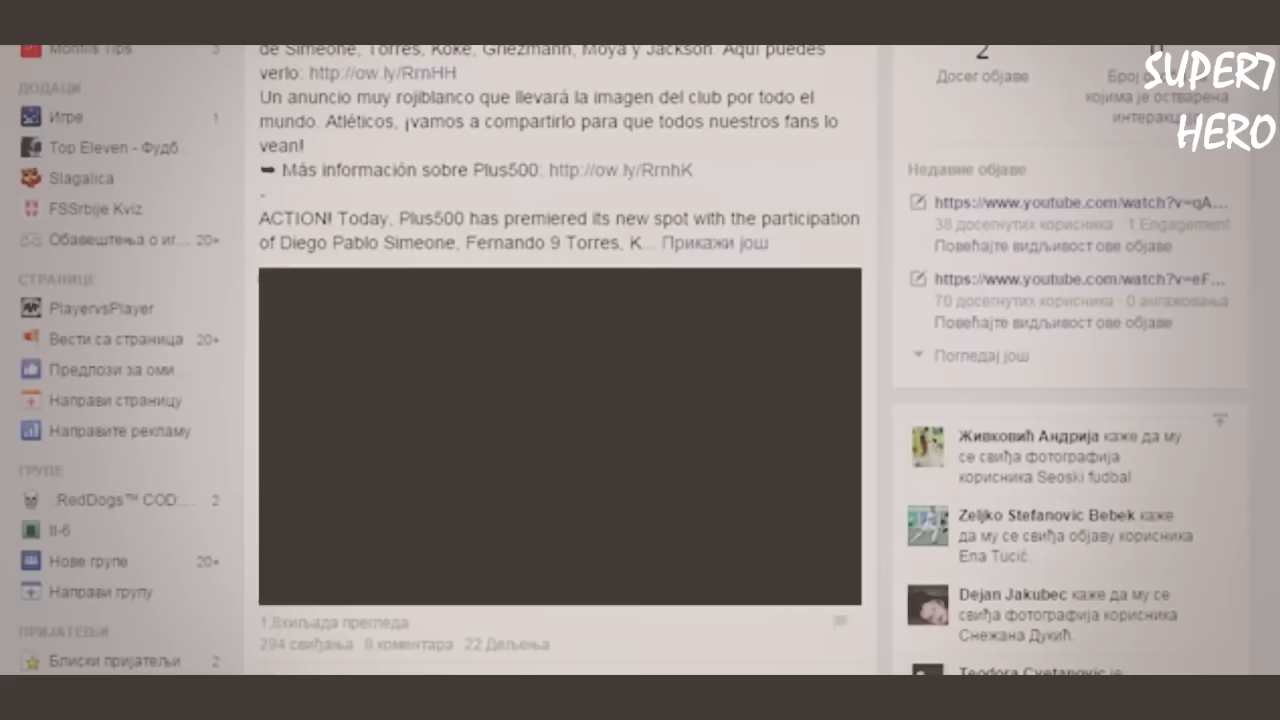 Montlis Tips 3
ДОДАЦИ
Игре 1
Top Eleven - Фудб...
Slagalica
FSSrbije Kviz
Обавештења о иг... 20+
СТРАНИЦЕ
PlayervsPlayer
Вести са страница 20+
Предлози за оми...
Направи страницу
Направите рекламу
ГРУПЕ
.:RedDogs™ COD:... 2
II-6
Нове групе 20+
Направи групу
ПРИЈАТЕЉИ
Блиски пријатељи 2
de Simeone, Torres, Koke, Griezmann, Moyá y Jackson. Aquí puedes
verlo: http://ow.ly/RrnHH
Un anuncio muy rojiblanco que llevará la imagen del club por todo el
mundo. Atléticos, ¡vamos a compartirlo para que todos nuestros fans lo
vean!
➥ Más información sobre Plus500: http://ow.ly/RrnhK
-
ACTION! Today, Plus500 has premiered its new spot with the participation
of Diego Pablo Simeone, Fernando 9 Torres, K... Прикажи још
1,8хиљада прегледа
294 свиђања 9 коментара 22 Дељења
2 0
Досег објаве
Број
којима је остварена
интеракција
SUPER7
HERO
Недавне објаве
https://www.youtube.com/watch?v=qA...
38 досегнутих корисника · 1 Engagement
Повећајте видљивост ове објаве
https://www.youtube.com/watch?v=eF...
70 досегнутих корисника · 0 ангажовања
Повећајте видљивост ове објаве
Погледај још
Живковић Андрија каже да му
се свиђа фотографија
корисника Seoski fudbal
Zeljko Stefanovic Bebek каже
да му се свиђа објаву корисника
Ena Tucić.
Dejan Jakubec каже да му се
свиђа фотографија корисника
Снежана Дукић.
Teodora Cvetanovic је